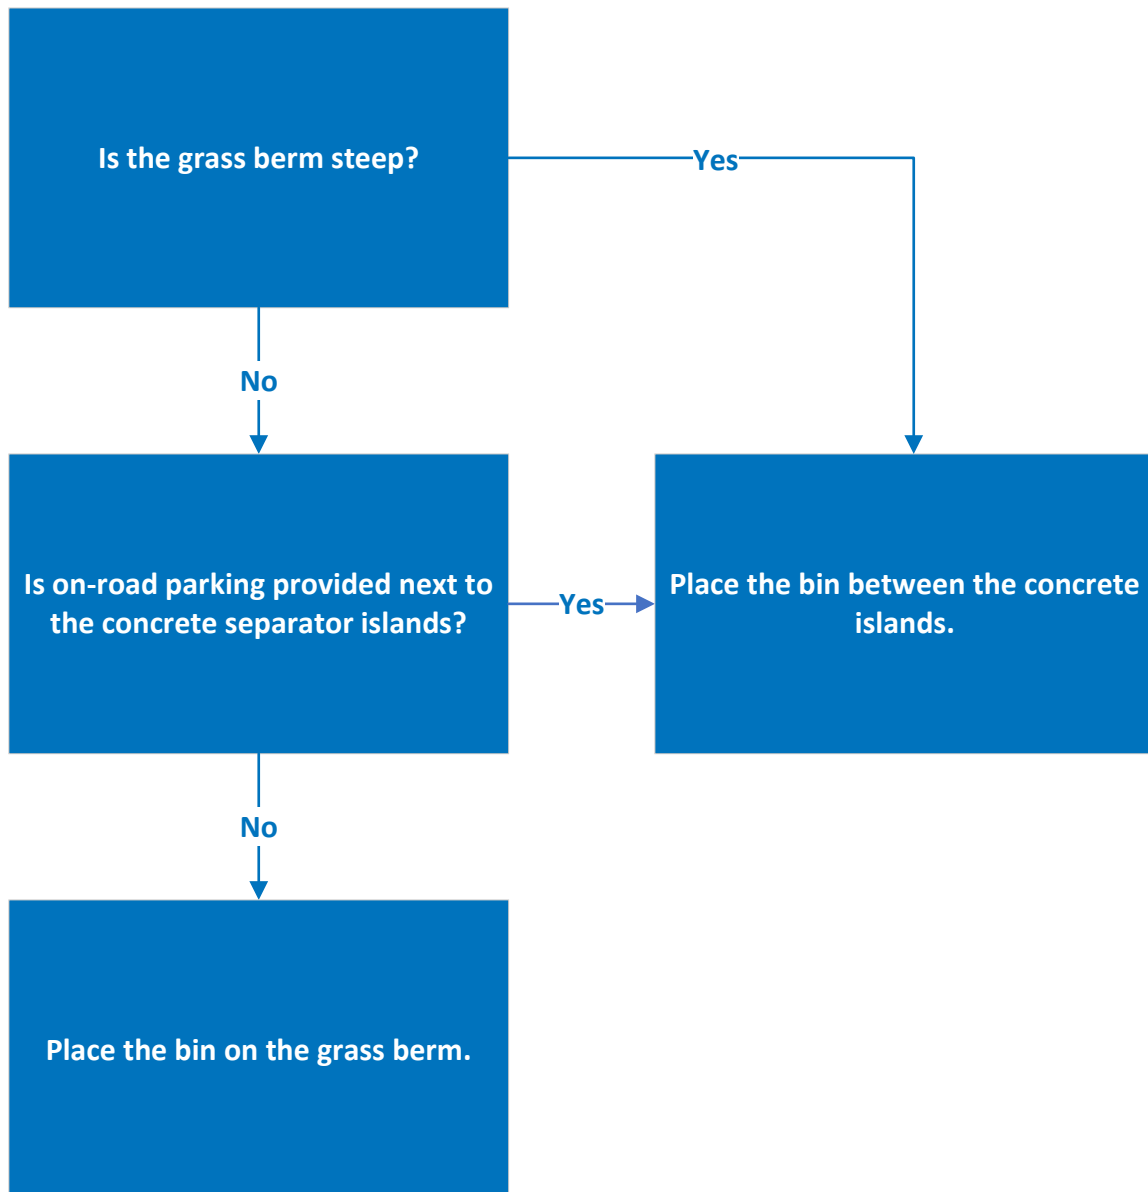 Is the grass berm steep?
Yes
No
Is on-road parking provided next to
the concrete separator islands?
Yes
Place the bin between the concrete
islands.
No
Place the bin on the grass berm.